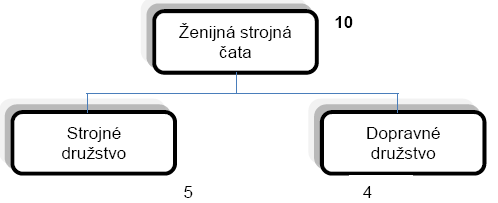 Ženijná strojná
čata
10
Strojné
družstvo
5
Dopravné
družstvo
4